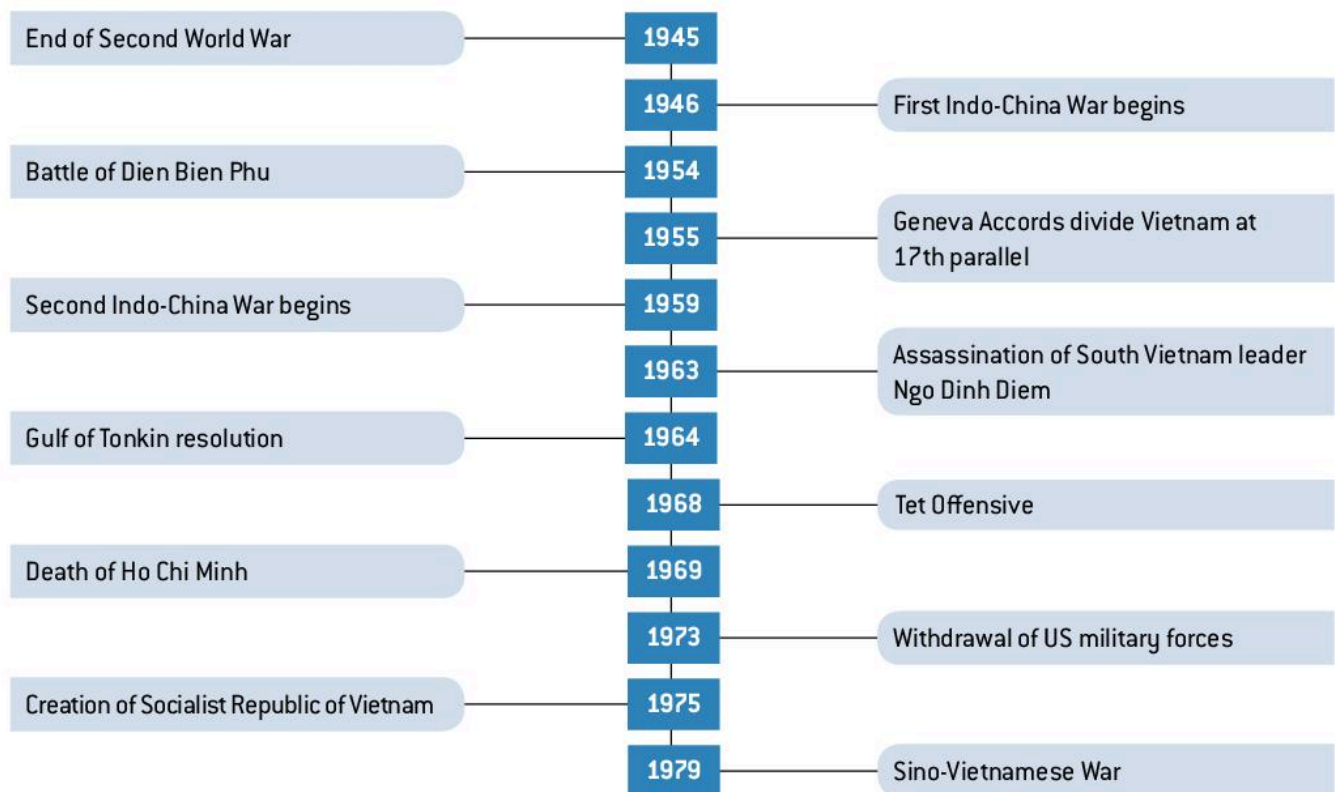 End of Second World War
1945
1946
First Indo-China War begins
Battle of Dien Bien Phu
1954
1955
Geneva Accords divide Vietnam at
17th parallel
Second Indo-China War begins
1959
1963
Assassination of South Vietnam leader
Ngo Dinh Diem
Gulf of Tonkin resolution
1964
1968
Tet Offensive
Death of Ho Chi Minh
1969
1973
Withdrawal of US military forces
Creation of Socialist Republic of Vietnam
1975
1979
Sino-Vietnamese War